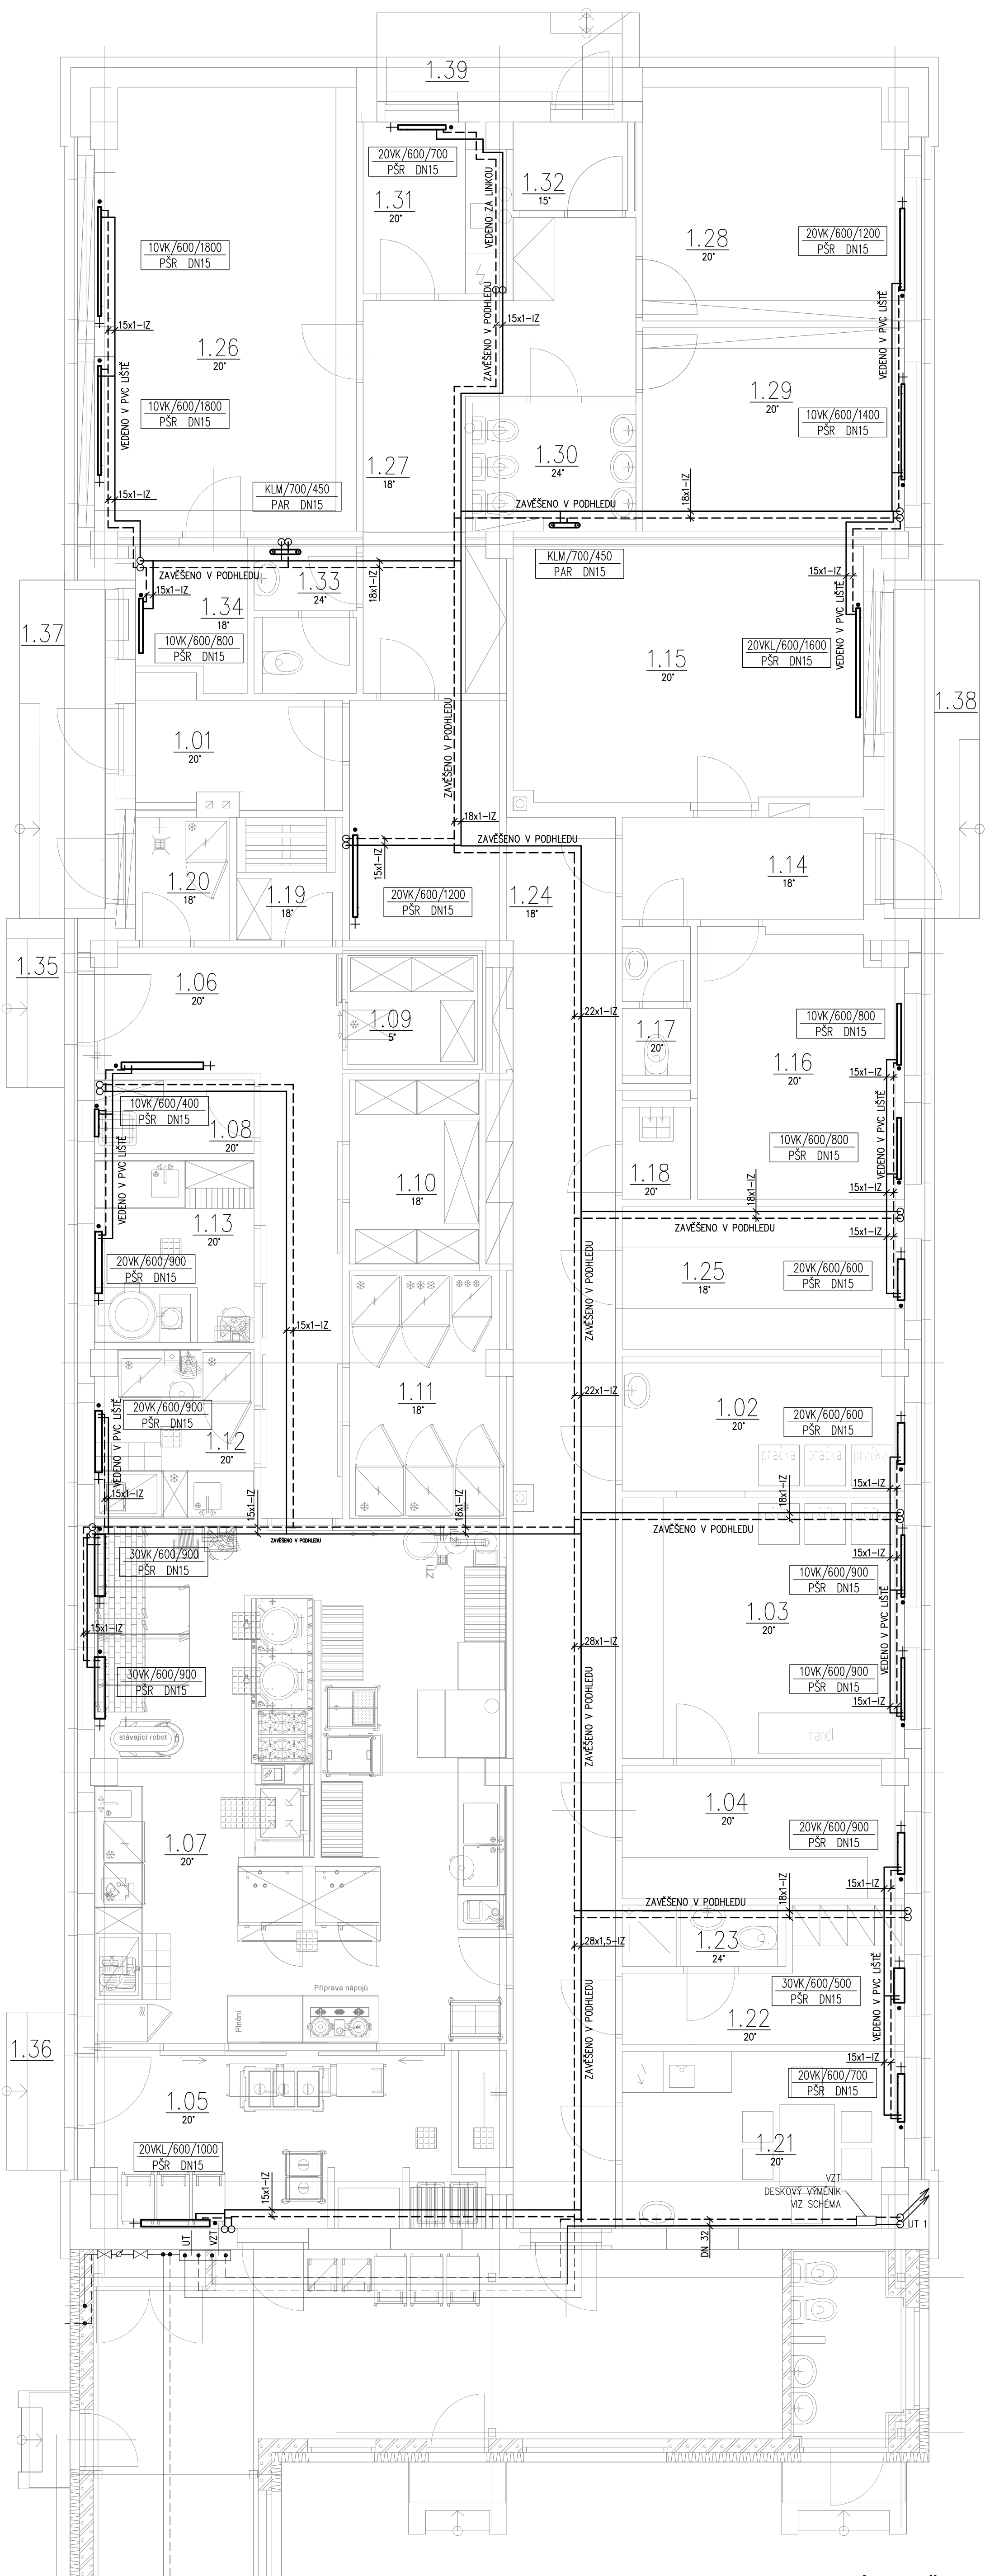 1.39
20VK/600/700
PŠR DN15
1.31
20°
1.32
15°
VEDENO ZA LINKOU
1.28
20°
20VK/600/1200
PŠR DN15
10VK/600/1800
PŠR DN15
15x1-IZ
ZAVĚŠENO V PODHLEDU
15x1-IZ
VEDENO V PVC LIŠTĚ
1.26
20°
VEDENO V PVC LIŠTĚ
10VK/600/1800
PŠR DN15
1.29
20°
10VK/600/1400
PŠR DN15
1.30
24°
1.27
18°
15x1-IZ
KLM/700/450
PAR DN15
ZAVĚŠENO V PODHLEDU
18x1-IZ
KLM/700/450
PAR DN15
ZAVĚŠENO V PODHLEDU
15x1-IZ
1.33
24°
18x1-IZ
15x1-IZ
1.34
18°
10VK/600/800
PŠR DN15
1.37
1.15
20°
20VKL/600/1600
PŠR DN15
VEDENO V PVC LIŠTĚ
1.38
1.01
20°
ZAVĚŠENO V PODHLEDU
18x1-IZ
ZAVĚŠENO V PODHLEDU
15x1-IZ
1.20
18°
1.19
18°
20VK/600/1200
PŠR DN15
1.24
18°
1.14
18°
1.35
1.06
20°
1.09
5°
22x1-IZ
1.17
20°
10VK/600/800
PŠR DN15
1.16
20°
15x1-IZ
10VK/600/400
PŠR DN15
1.08
20°
VEDENO V PVC LIŠTĚ
VEDENO V PVC LIŠTĚ
10VK/600/800
PŠR DN15
1.10
18°
1.18
20°
15x1-IZ
18x1-IZ
1.13
20°
ZAVĚŠENO V PODHLEDU
15x1-IZ
20VK/600/900
PŠR DN15
ZAVĚŠENO V PODHLEDU
1.25
18°
20VK/600/600
PŠR DN15
15x1-IZ
22x1-IZ
1.11
18°
VEDENO V PVC LIŠTĚ
20VK/600/900
PŠR DN15
1.12
20°
1.02
20°
20VK/600/600
PŠR DN15
pračka
pračka
pračka
15x1-IZ
15x1-IZ
15x1-IZ
18x1-IZ
18x1-IZ
ZAVĚŠENO V PODHLEDU
ZAVĚŠENO V PODHLEDU
30VK/600/900
PŠR DN15
ZTI
15x1-IZ
10VK/600/900
PŠR DN15
1.03
20°
VEDENO V PVC LIŠTĚ
15x1-IZ
28x1-IZ
ZAVĚŠENO V PODHLEDU
30VK/600/900
PŠR DN15
10VK/600/900
PŠR DN15
15x1-IZ
stávající robot
mandl
1.04
20°
20VK/600/900
PŠR DN15
1.07
20°
15x1-IZ
18x1-IZ
ZAVĚŠENO V PODHLEDU
1.23
24°
28x1,5-IZ
30VK/600/500
PŠR DN15
VEDENO V PVC LIŠTĚ
Příprava nápojů
Plnění
ZAVĚŠENO V PODHLEDU
1.22
20°
1.36
15x1-IZ
20VK/600/700
PŠR DN15
1.05
20°
1.21
20°
20VKL/600/1000
PŠR DN15
15x1-IZ
VZT
DESKOVÝ VÝMĚNÍK
VIZ SCHÉMA
UT
VZT
DN 32
UT 1